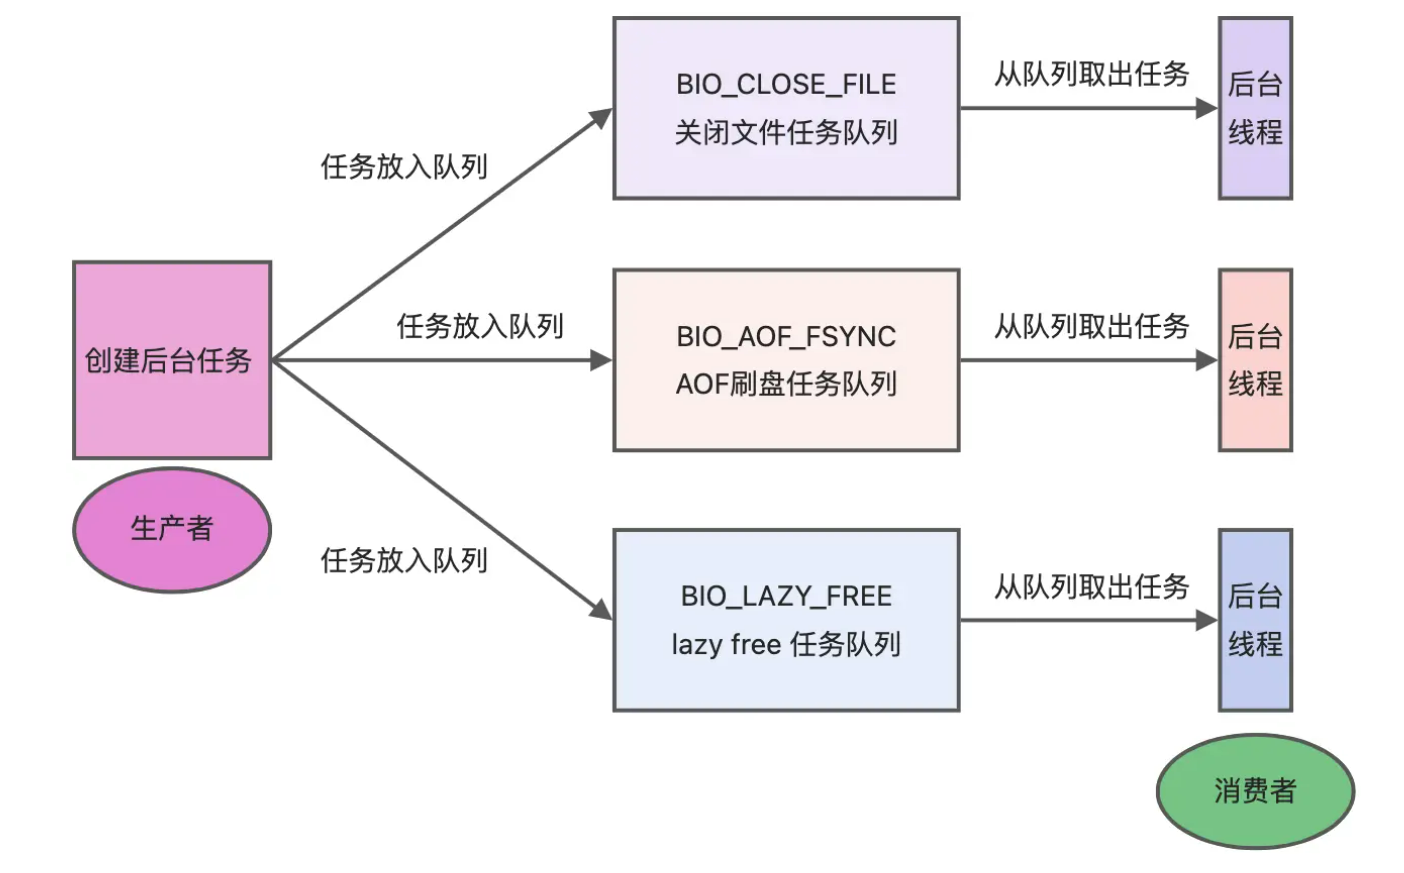 BIO_CLOSE_FILE
关闭文件任务队列
从队列取出任务
后台
线程
任务放入队列
创建后台任务
任务放入队列
BIO_AOF_FSYNC
AOF刷盘任务队列
从队列取出任务
后台
线程
生产者
任务放入队列
BIO_LAZY_FREE
lazy free 任务队列
从队列取出任务
后台
线程
消费者